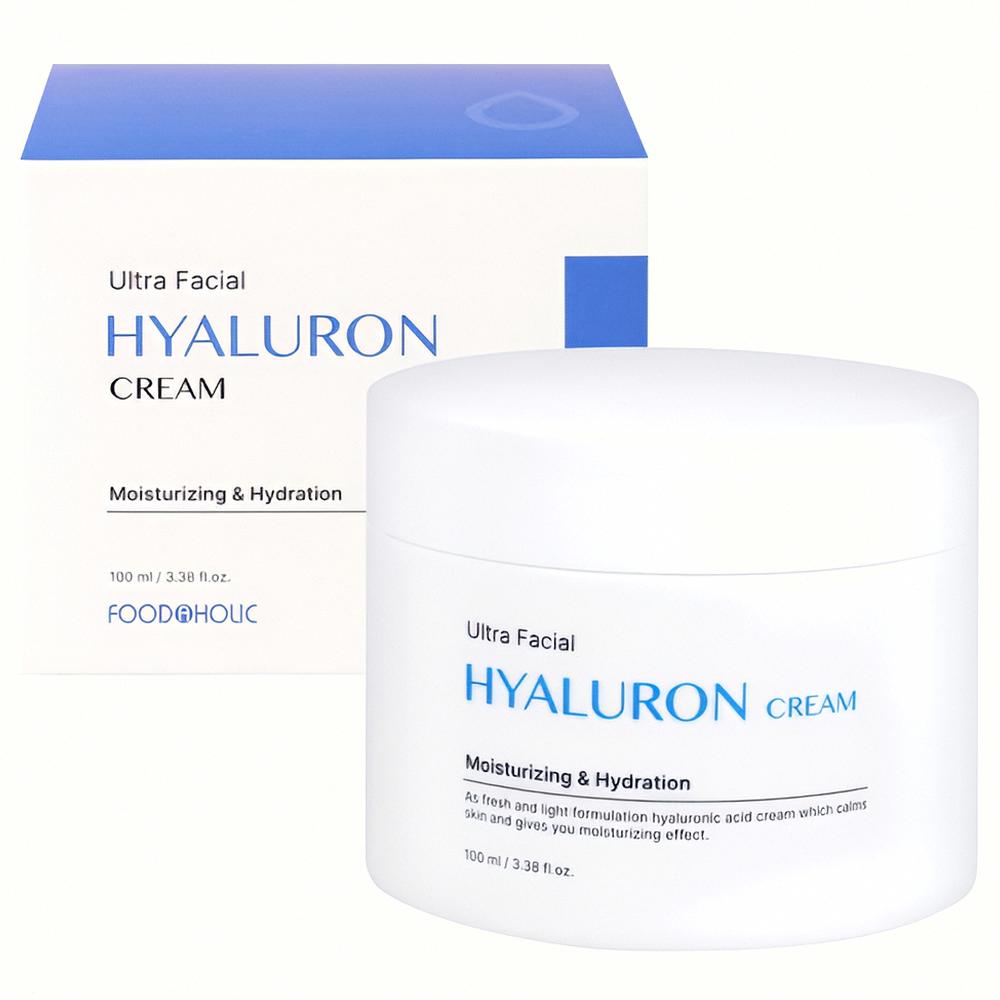 Ultra Facial
HYALURON
CREAM
Moisturizing & Hydration
100 ml / 3.38 fl.oz.
FOODAHOLIC
Ultra Facial
HYALURON CREAM
Moisturizing & Hydration
As fresh and light formulation hyaluronic acid cream which calms
skin and gives you moisturizing effect.
100 ml / 3.38 fl.oz.